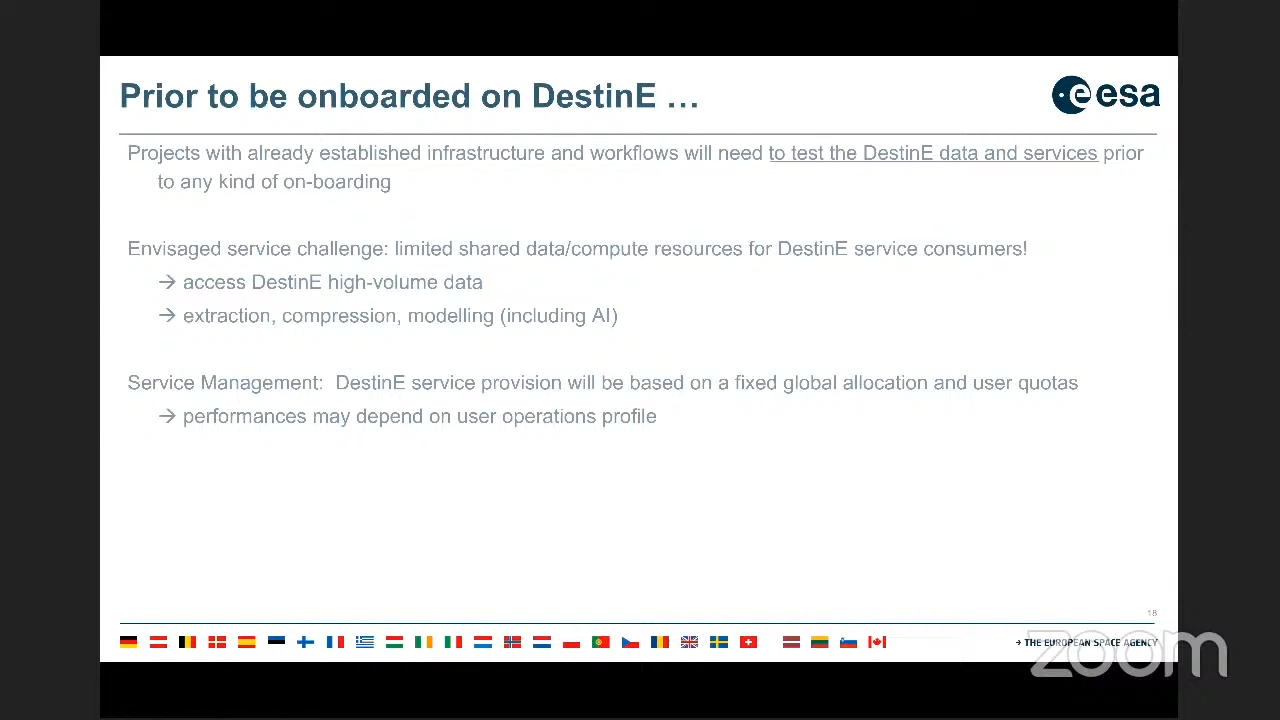 Prior to be onboarded on DestinE …
esa
Projects with already established infrastructure and workflows will need to test the DestinE data and services prior
to any kind of on-boarding
Envisaged service challenge: limited shared data/compute resources for DestinE service consumers!
→ access DestinE high-volume data
→ extraction, compression, modelling (including AI)
Service Management:  DestinE service provision will be based on a fixed global allocation and user quotas
→ performances may depend on user operations profile
18
→ THE EUROPEAN SPACE AGENCY
zoom